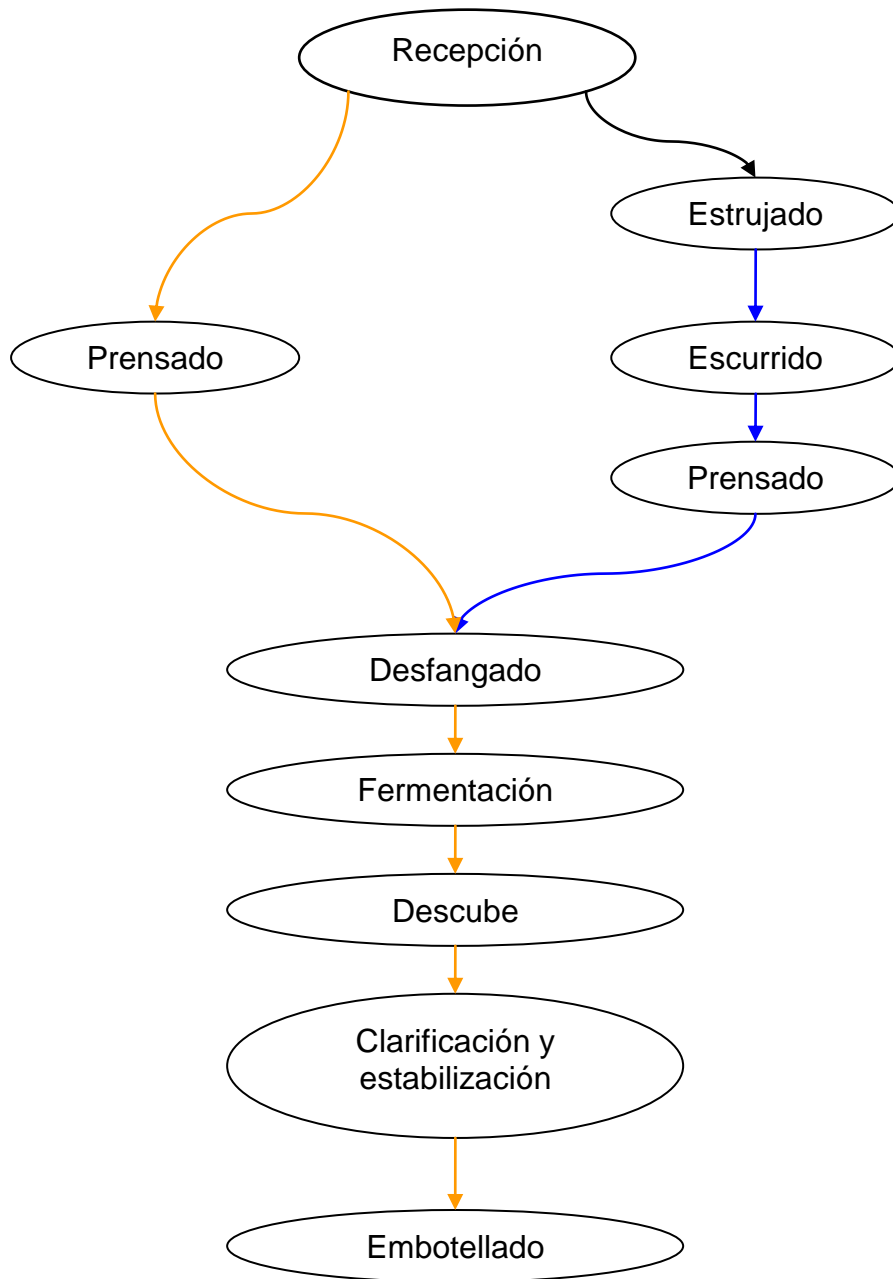 Recepción
Estrujado
Prensado
Escurrido
Prensado
Desfangado
Fermentación
Descube
Clarificación y
estabilización
Embotellado